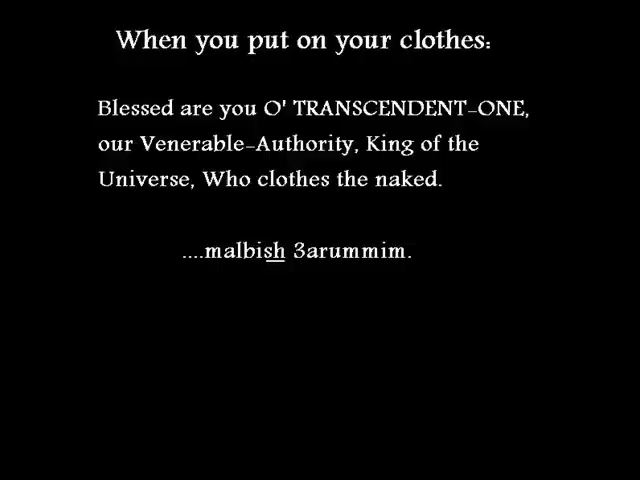 When you put on your clothes:
Blessed are you O' TRANSCENDENT-ONE,
our Venerable-Authority, King of the
Universe, Who clothes the naked.
....malbish 3arummim.